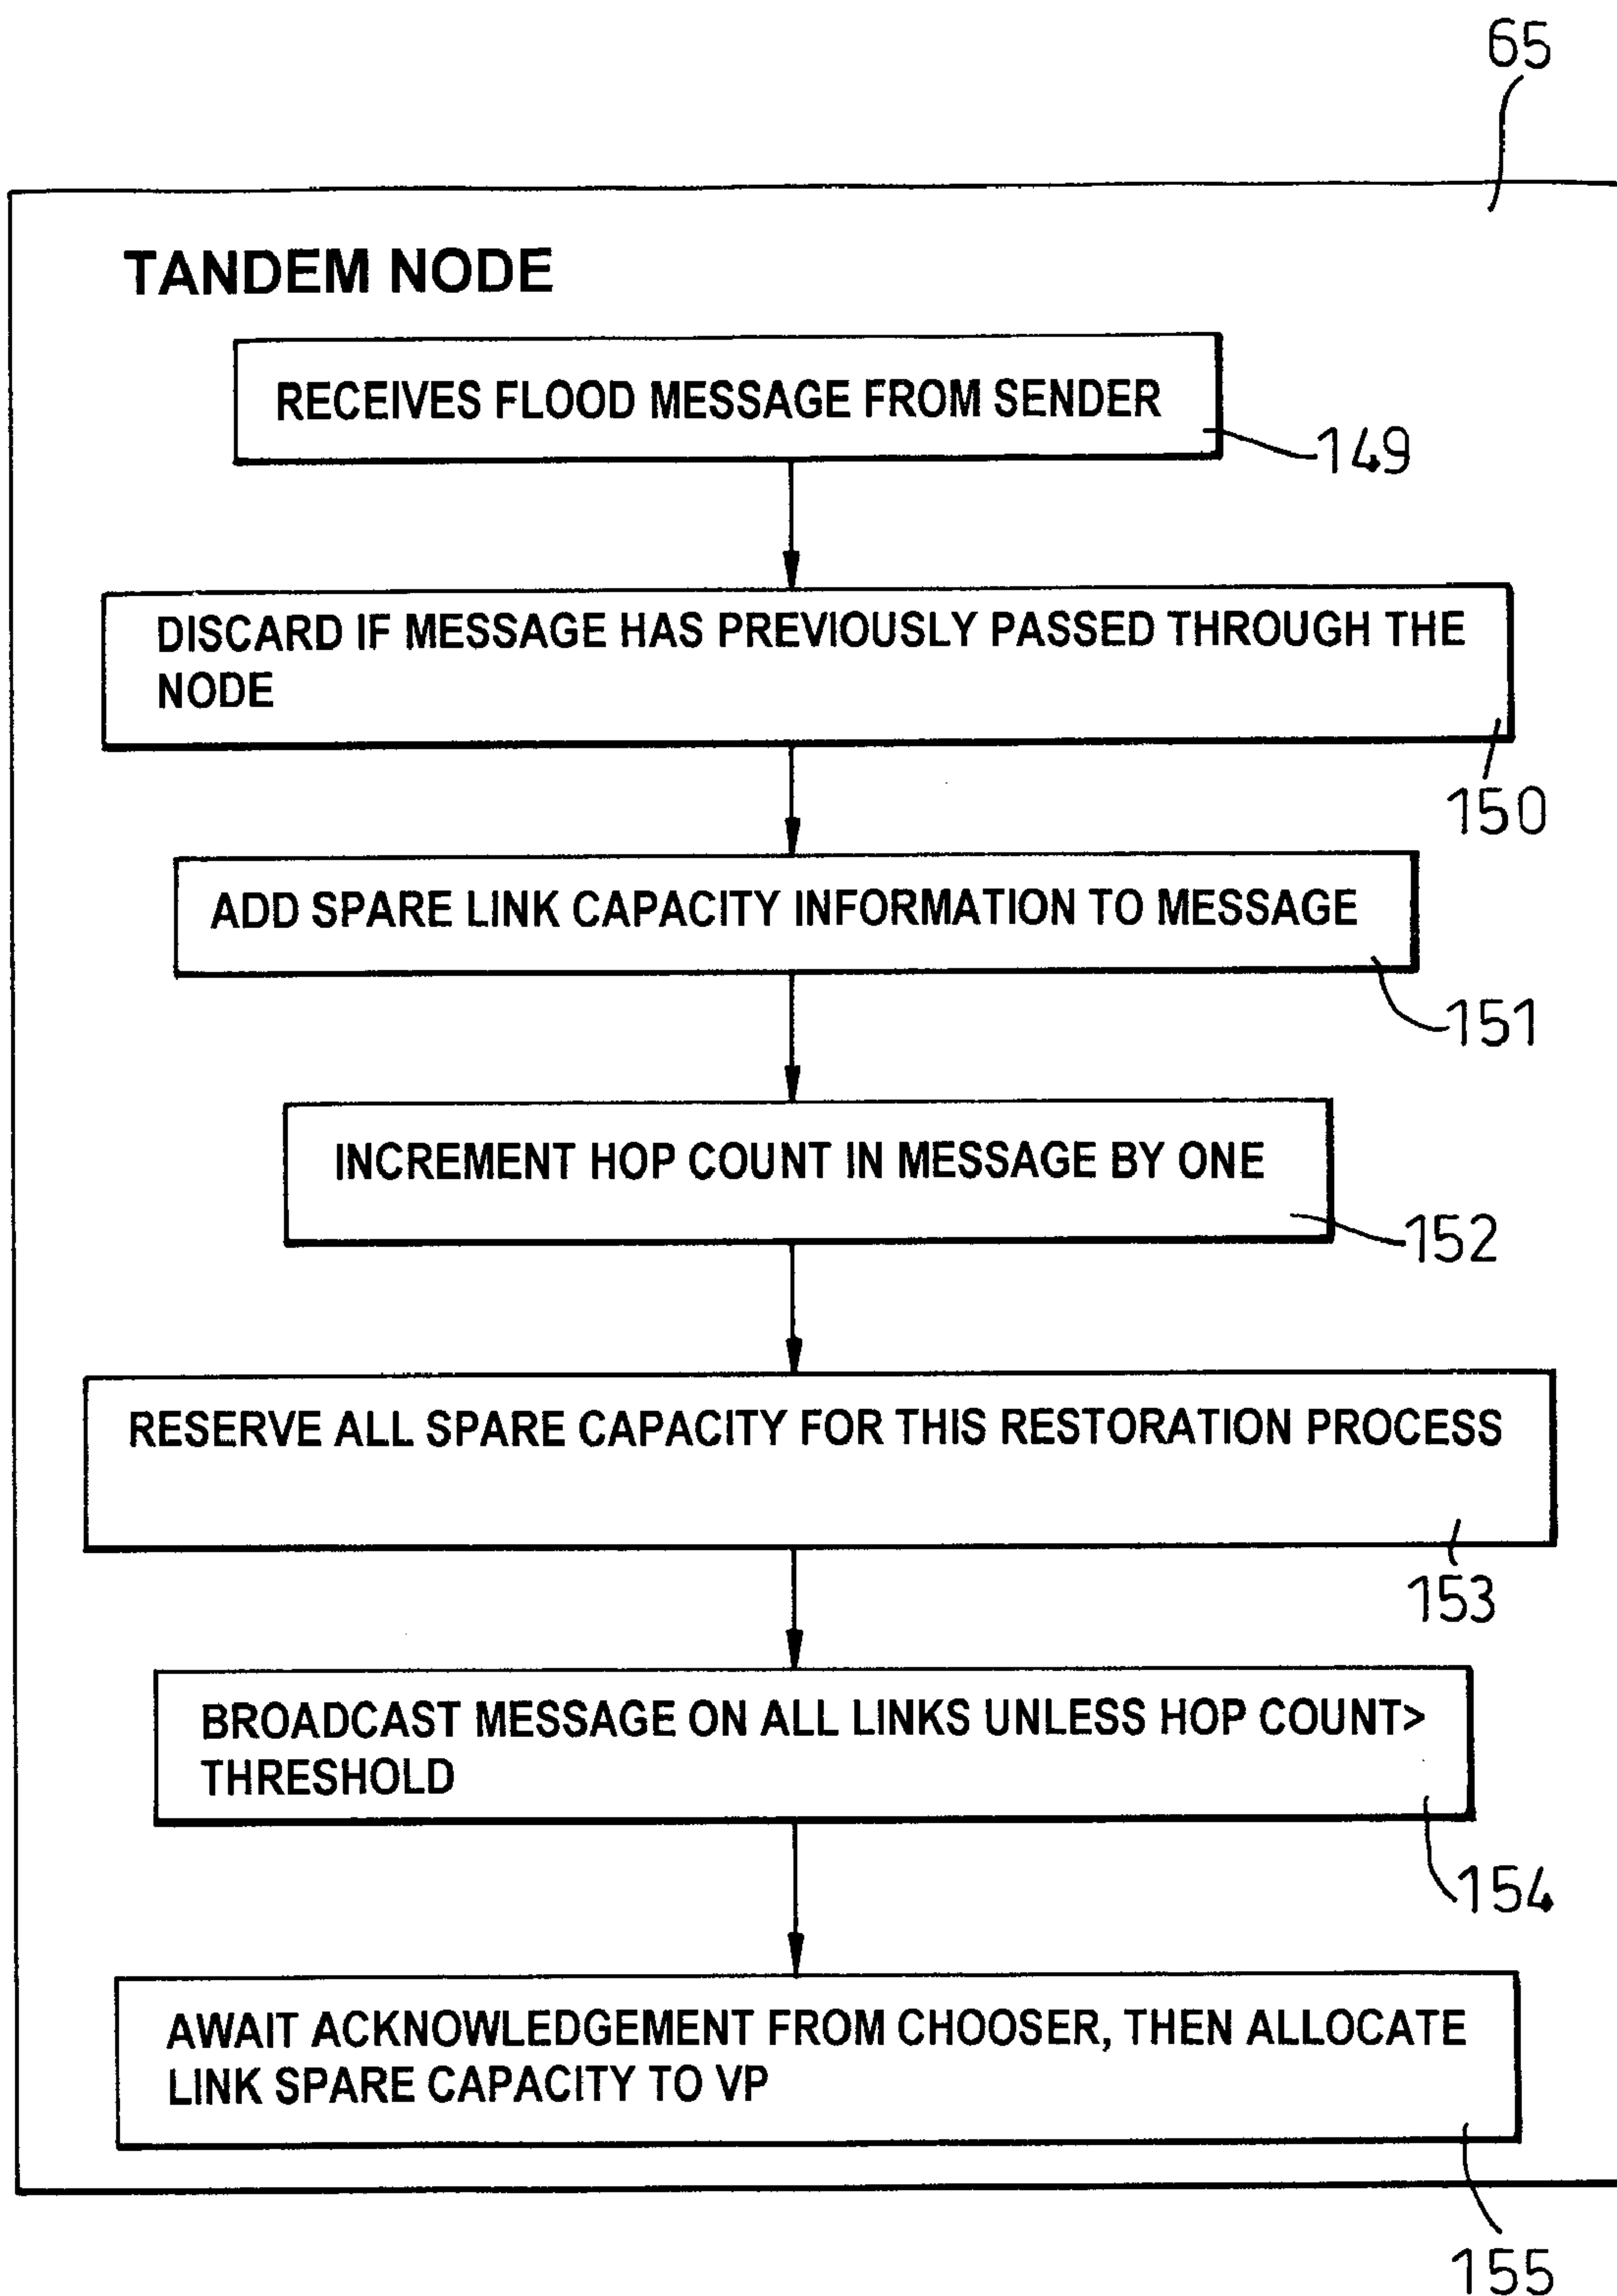 65
TANDEM NODE
RECEIVES FLOOD MESSAGE FROM SENDER
149
DISCARD IF MESSAGE HAS PREVIOUSLY PASSED THROUGH THE
NODE
150
ADD SPARE LINK CAPACITY INFORMATION TO MESSAGE
151
INCREMENT HOP COUNT IN MESSAGE BY ONE
152
RESERVE ALL SPARE CAPACITY FOR THIS RESTORATION PROCESS
153
BROADCAST MESSAGE ON ALL LINKS UNLESS HOP COUNT>
THRESHOLD
154
AWAIT ACKNOWLEDGEMENT FROM CHOOSER, THEN ALLOCATE
LINK SPARE CAPACITY TO VP
155